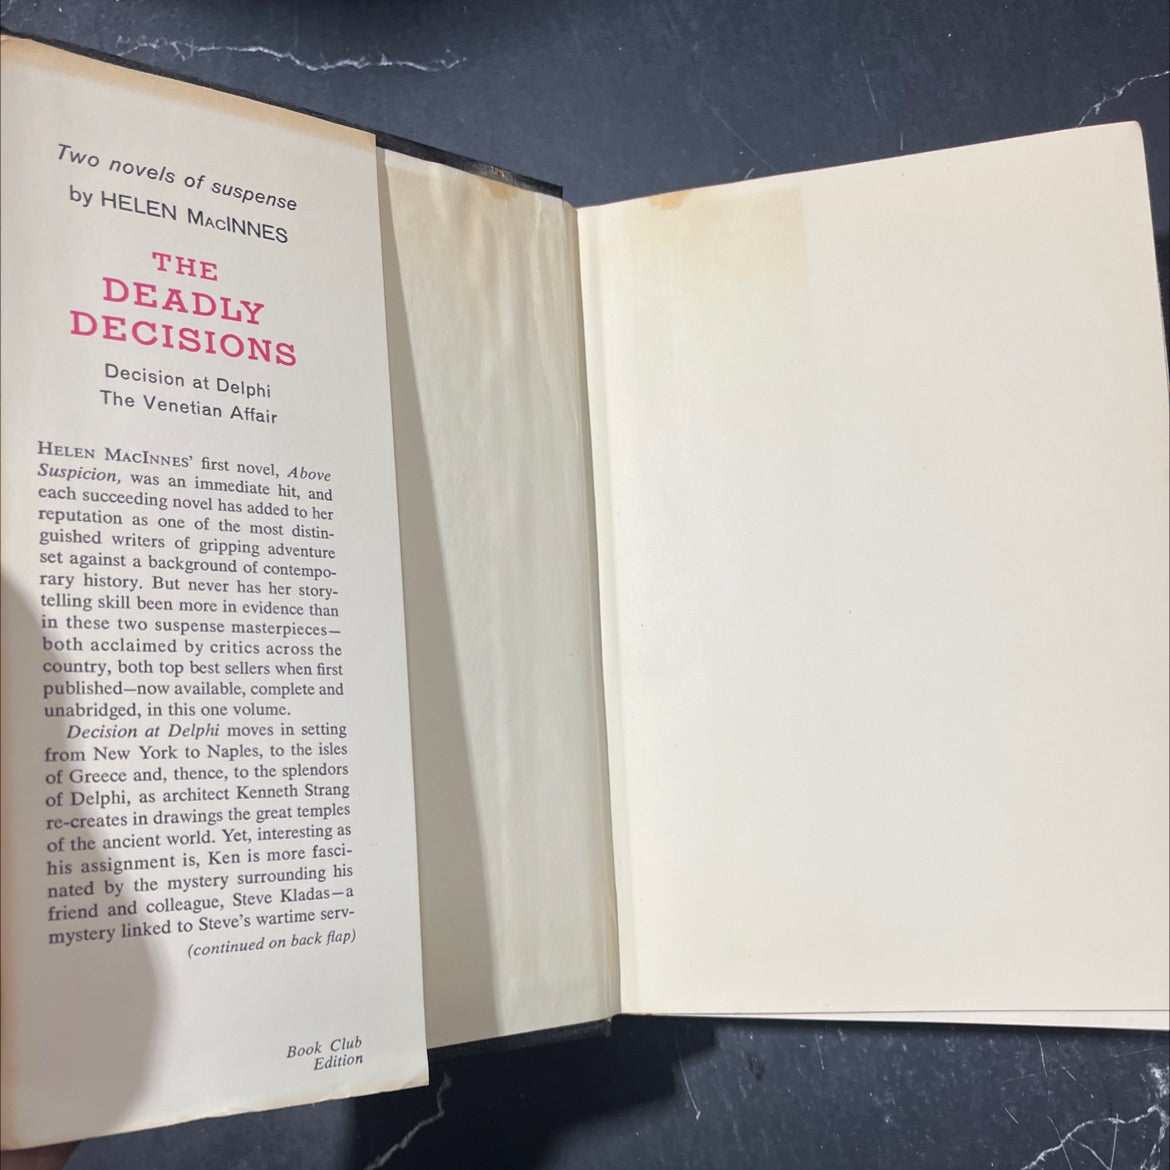 Two novels of suspense
by HELEN MACINNES
THE
DEADLY
DECISIONS
Decision at Delphi
The Venetian Affair
HELEN MACINNES' first novel, Above
Suspicion, was an immediate hit, and
each succeeding novel has added to her
reputation as one of the most distin-
guished writers of gripping adventure
set against a background of contempo-
rary history. But never has her story-
telling skill been more in evidence than
in these two suspense masterpieces—
both acclaimed by critics across the
country, both top best sellers when first
published—now available, complete and
unabridged, in this one volume.
Decision at Delphi moves in setting
from New York to Naples, to the isles
of Greece and, thence, to the splendors
of Delphi, as architect Kenneth Strang
re-creates in drawings the great temples
of the ancient world. Yet, interesting as
his assignment is, Ken is more fasci-
nated by the mystery surrounding his
friend and colleague, Steve Kladas—a
mystery linked to Steve's wartime serv-
(continued on back flap)
Book Club
Edition